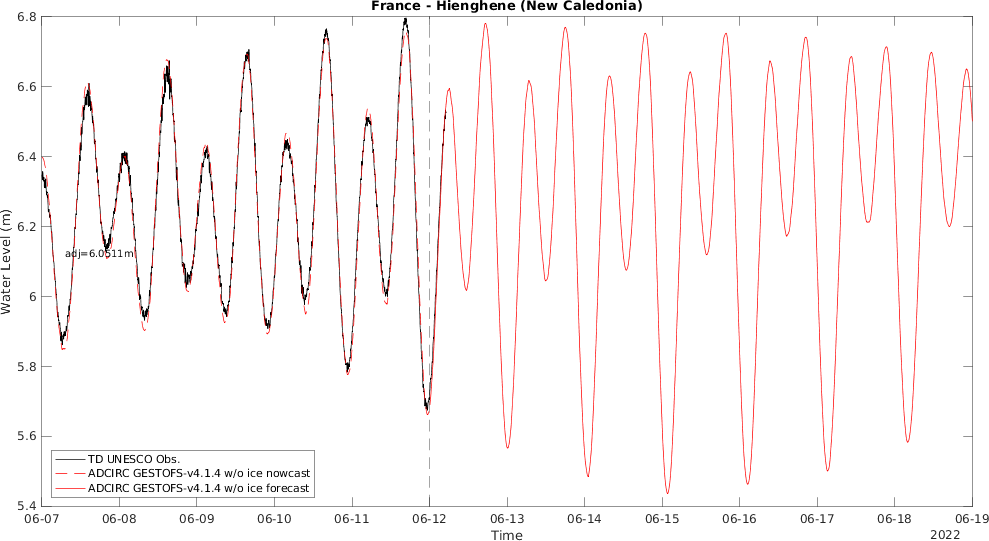 France - Hienghene (New Caledonia)
6.8
6.6
6.4
6.2
6
5.8
5.6
5.4
Water Level (m)
adj=6.0511m
TD UNESCO Obs.
ADCIRC GESTOFS-v4.1.4 w/o ice nowcast
ADCIRC GESTOFS-v4.1.4 w/o ice forecast
06-07 06-08 06-09 06-10 06-11 06-12 06-13 06-14 06-15 06-16 06-17 06-18 06-19
Time
2022